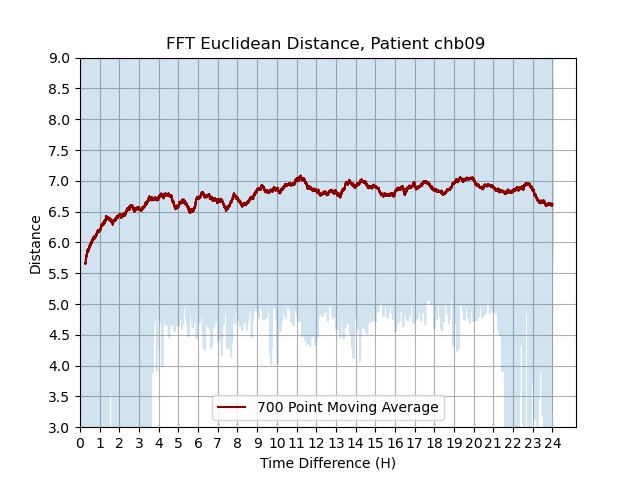 FFT Euclidean Distance, Patient chb09
9.0
8.5
8.0
7.5
7.0
6.5
6.0
5.5
5.0
4.5
4.0
3.5
3.0
Distance
700 Point Moving Average
0 1 2 3 4 5 6 7 8 9 10 11 12 13 14 15 16 17 18 19 20 21 22 23 24
Time Difference (H)